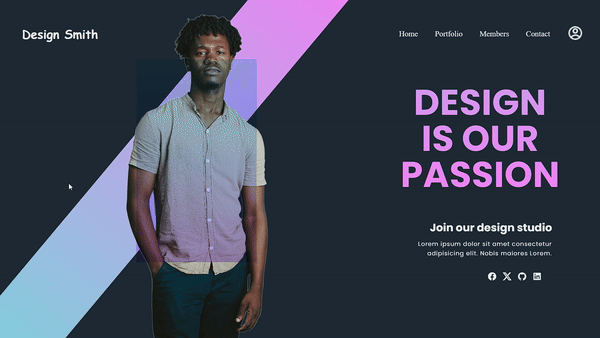 Design Smith
Home Portfolio Members Contact
DESIGN
IS OUR
PASSION
Join our design studio
Lorem ipsum dolor sit amet consectetur
adipisicing elit. Nobis maiores Lorem.